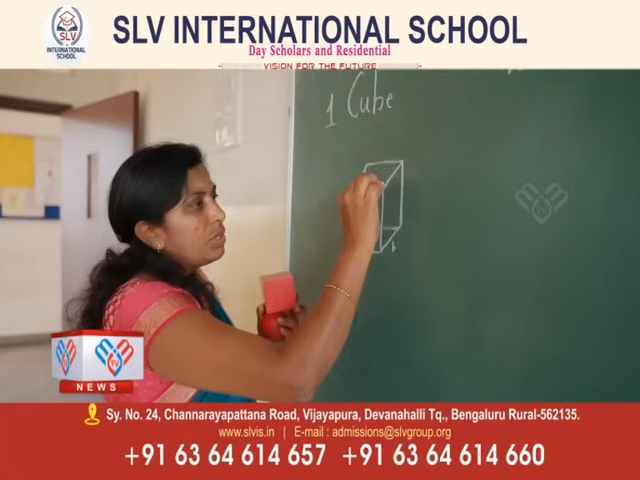 SLV
INTERNATIONAL
SCHOOL
SLV INTERNATIONAL SCHOOL
Day Scholars and Residential
VISION FOR THE FUTURE
1 Cube
b
TV
TV
NEWS
Sy. No. 24, Channarayapattana Road, Vijayapura, Devanahalli Tq., Bengaluru Rural-562135.
www.slvis.in | E-mail : admissions@slvgroup.org
+91 63 64 614 657 +91 63 64 614 660